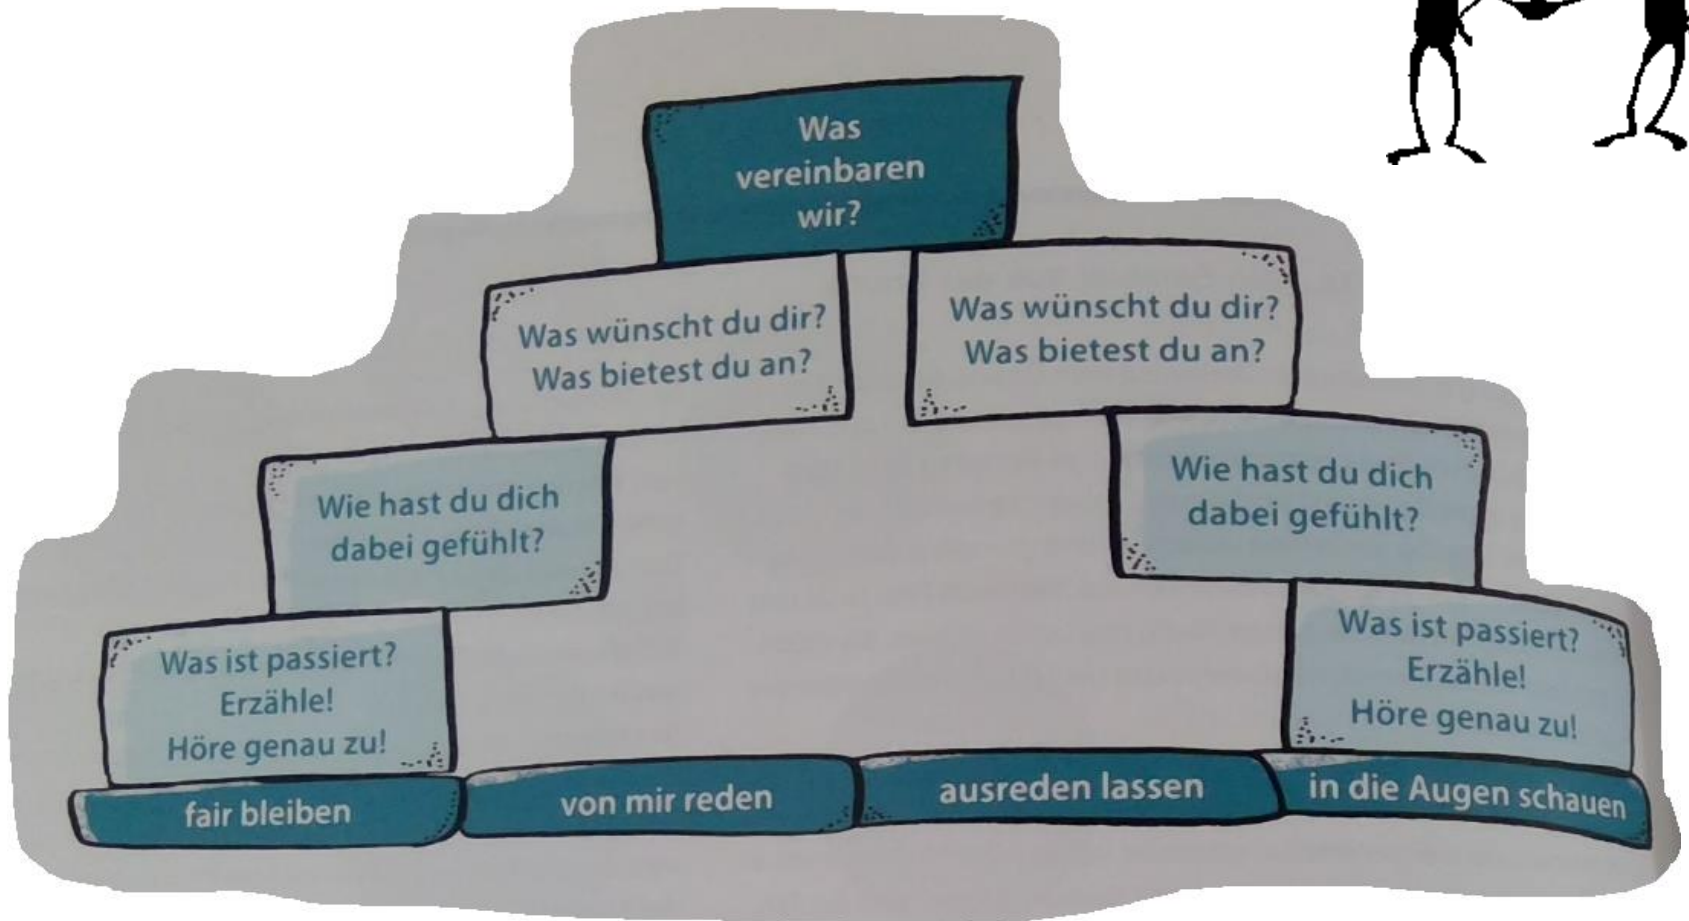 Was
vereinbaren
wir?
Was wünscht du dir?
Was bietest du an?
Was wünscht du dir?
Was bietest du an?
Wie hast du dich
dabei gefühlt?
Wie hast du dich
dabei gefühlt?
Was ist passiert?
Erzähle!
Höre genau zu!
Was ist passiert?
Erzähle!
Höre genau zu!
fair bleiben
von mir reden
ausreden lassen
in die Augen schauen